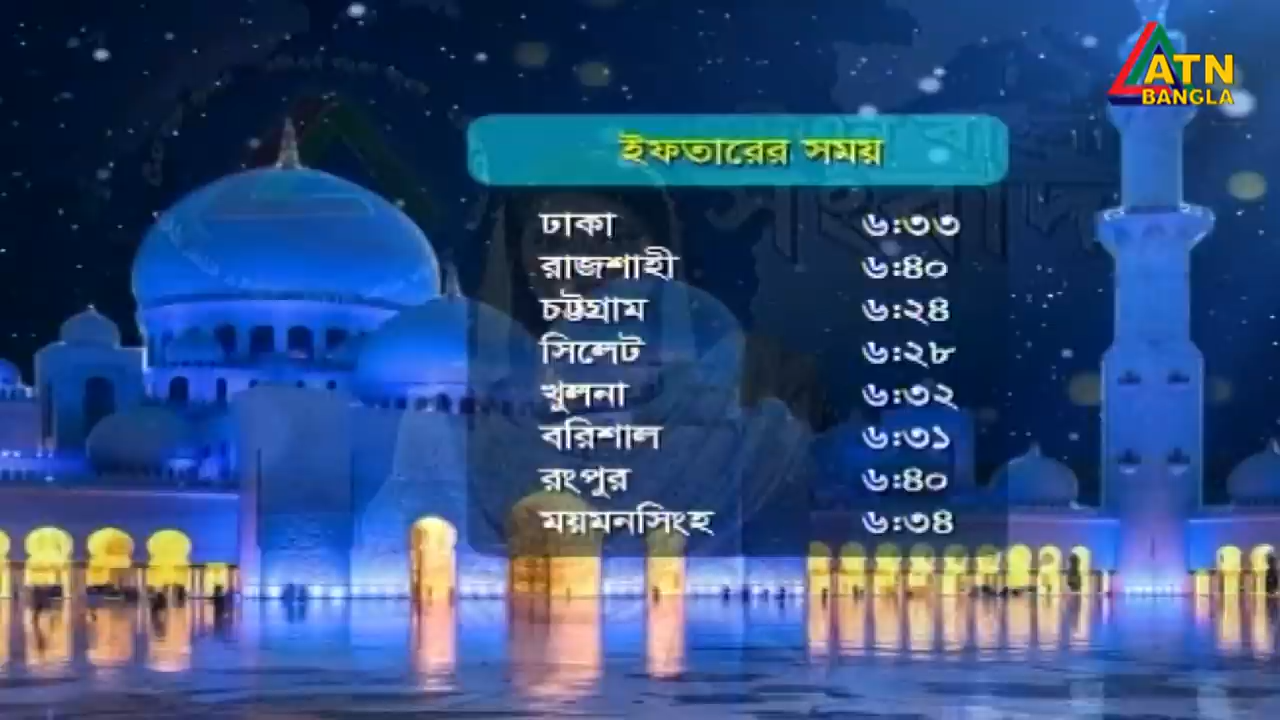 ATN
BANGLA
ইফতারের সময়
ঢাকা ৬:৩৩
রাজশাহী ৬:৪০
চট্টগ্রাম ৬:২৪
সিলেট ৬:২৮
খুলনা ৬:৩২
বরিশাল ৬:৩১
রংপুর ৬:৪০
ময়মনসিংহ ৬:৩৪